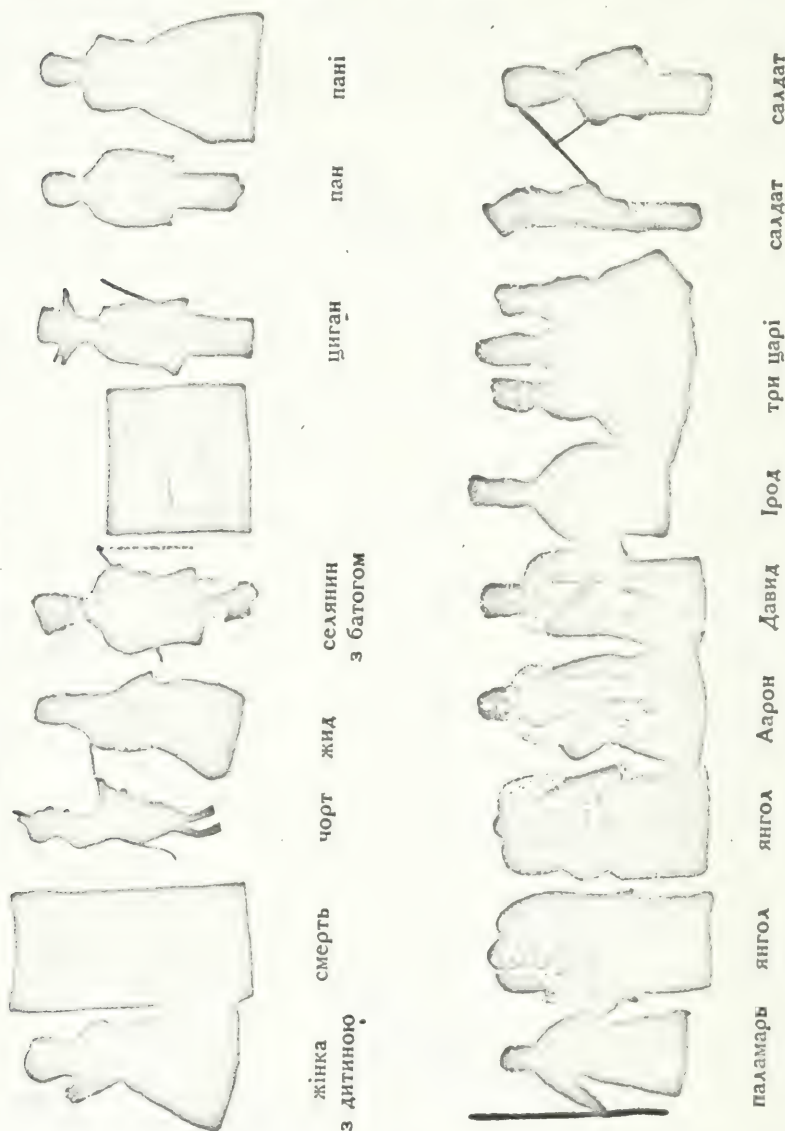 жінка
з дитиною
смерть
чорт
жид
селянин
з батогом
циган
пан
пані
паламарь
янгол
янгол
Аарон
Давид
Ірод
три царі
салдат
салдат